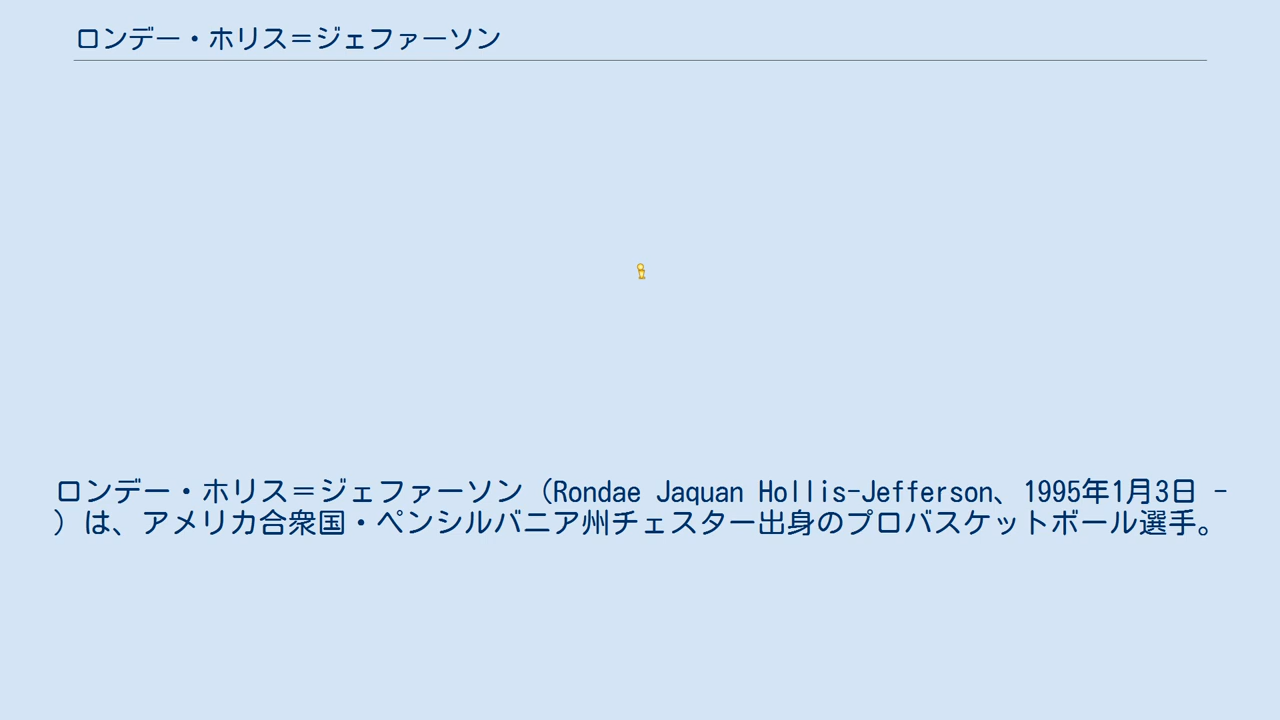 ロンデー・ホリス＝ジェファーソン
ロンデー・ホリス＝ジェファーソン（Rondae Jaquan Hollis-Jefferson、1995年1月3日 -
）は、アメリカ合衆国・ペンシルバニア州チェスター出身のプロバスケットボール選手。